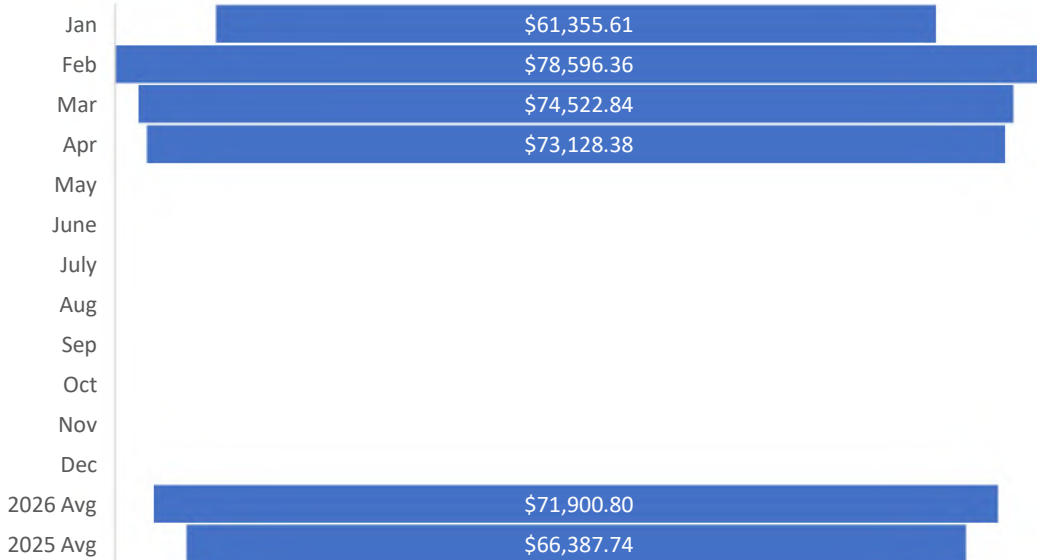 Jan $61,355.61
Feb $78,596.36
Mar $74,522.84
Apr $73,128.38
May
June
July
Aug
Sep
Oct
Nov
Dec
2026 Avg $71,900.80
2025 Avg $66,387.74